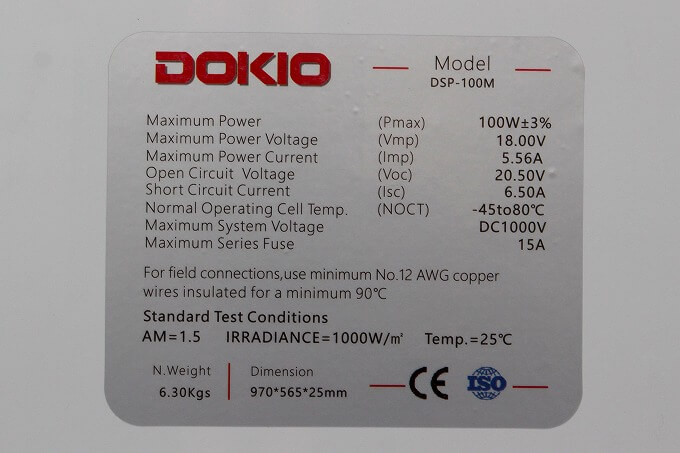 DOKIO
Model
DSP-100M
Maximum Power (Pmax) 100W±3%
Maximum Power Voltage (Vmp) 18.00V
Maximum Power Current (Imp) 5.56A
Open Circuit Voltage (Voc) 20.50V
Short Circuit Current (Isc) 6.50A
Normal Operating Cell Temp. (NOCT) -45to80℃
Maximum System Voltage DC1000V
Maximum Series Fuse 15A
For field connections,use minimum No.12 AWG copper
wires insulated for a minimum 90℃
Standard Test Conditions
AM=1.5 IRRADIANCE=1000W/㎡ Temp.=25℃
N.Weight Dimension
6.30Kgs 970*565*25mm
CE ISO